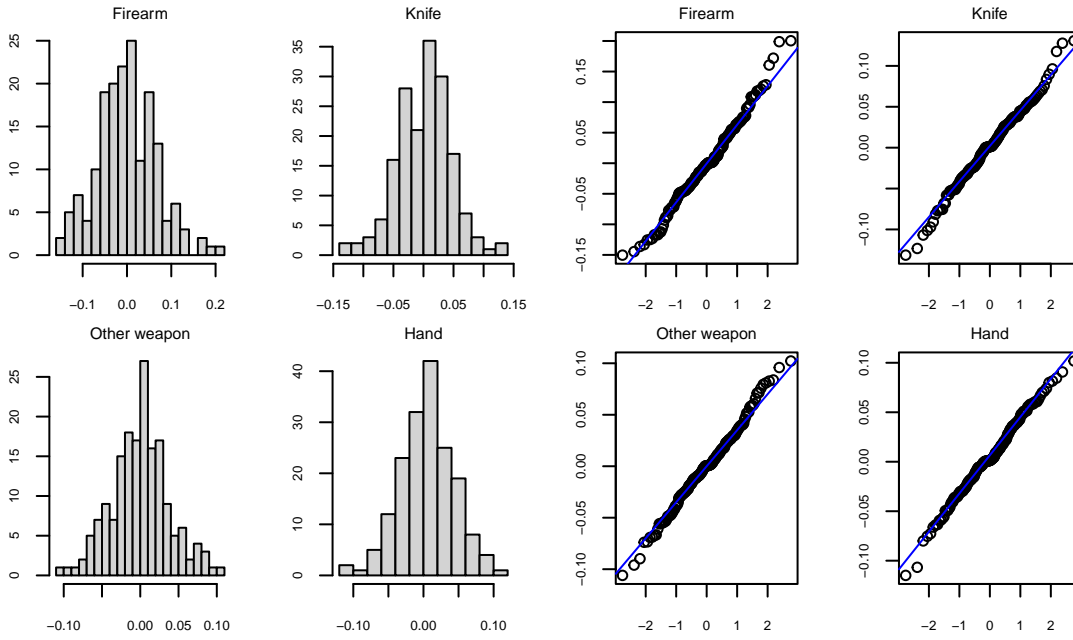 Firearm
−0.1 0.0 0.1 0.2
0 5 10 15 20 25
Knife
−0.15 −0.05 0.05 0.15
0 5 10 15 20 25 30 35
Firearm
−2 −1 0 1 2
−0.15 −0.05 0.05 0.15
Knife
−2 −1 0 1 2
−0.10 0.00 0.05 0.10
Other weapon
−0.10 0.00 0.05 0.10
0 5 10 15 20 25
Hand
−0.10 0.00 0.10
0 10 20 30 40
Other weapon
−2 −1 0 1 2
−0.10 −0.05 0.00 0.05 0.10
Hand
−2 −1 0 1 2
−0.10 −0.05 0.00 0.05 0.10